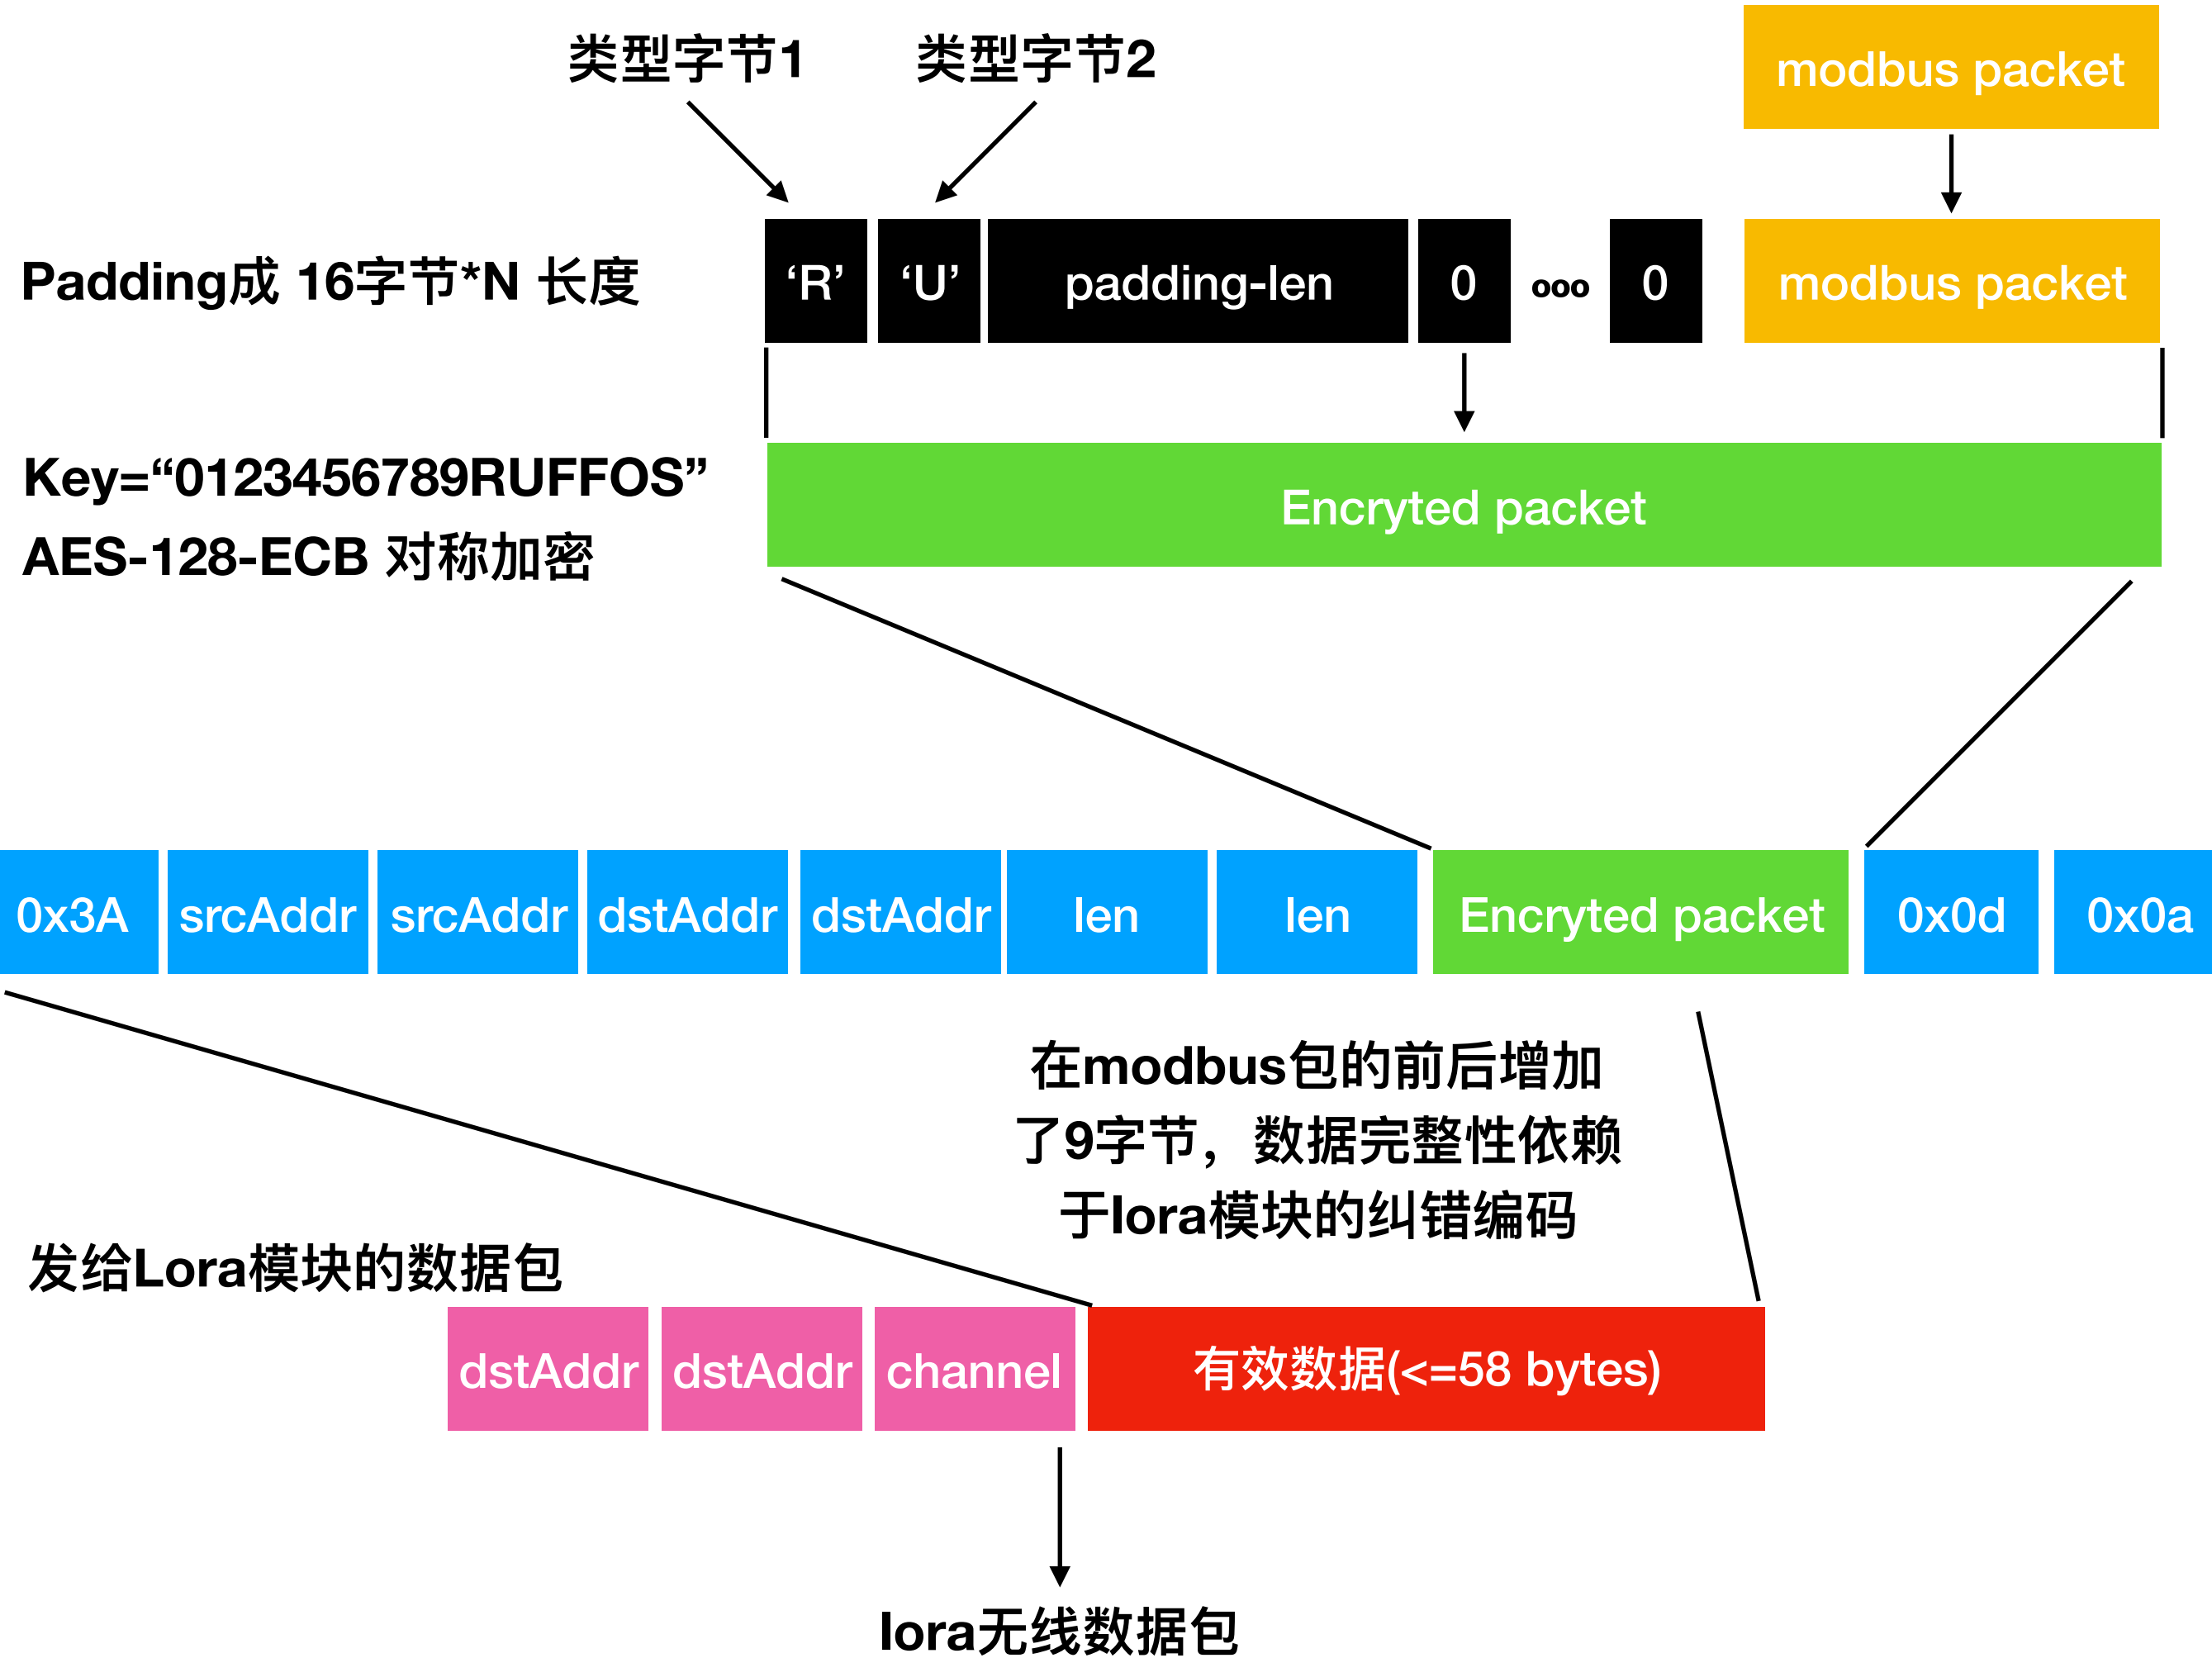 类型字节1
类型字节2
modbus packet
Padding成 16字节*N 长度
‘R’
‘U’
padding-len
0
ooo
0
modbus packet
Key=“0123456789RUFFOS”
AES-128-ECB 对称加密
Encryted packet
0x3A
srcAddr
srcAddr
dstAddr
dstAddr
len
len
Encryted packet
0x0d
0x0a
在modbus包的前后增加
了9字节，数据完整性依赖
于lora模块的纠错编码
发给Lora模块的数据包
dstAddr
dstAddr
channel
有效数据(<=58 bytes)
lora无线数据包